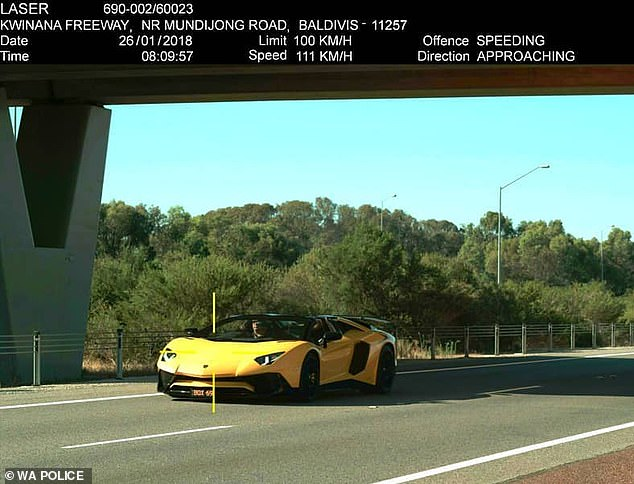 LASER 690-002/60023
KWINANA FREEWAY, NR MUNDIJONG ROAD, BALDIVIS - 11257
Date 26/01/2018 Limit 100 KM/H Offence SPEEDING
Time 08:09:57 Speed 111 KM/H Direction APPROACHING
© WA POLICE